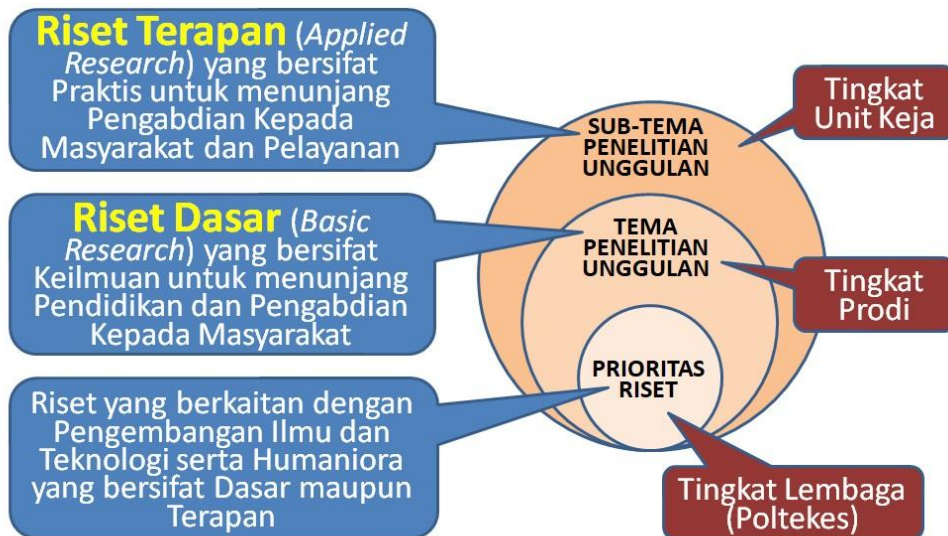 Riset Terapan (Applied
Research) yang bersifat
Praktis untuk menunjang
Pengabdian Kepada
Masyarakat dan Pelayanan
Riset Dasar (Basic
Research) yang bersifat
Keilmuan untuk menunjang
Pendidikan dan Pengabdian
Kepada Masyarakat
Riset yang berkaitan dengan
Pengembangan Ilmu dan
Teknologi serta Humaniora
yang bersifat Dasar maupun
Terapan
SUB-TEMA
PENELITIAN
UNGGULAN
TEMA
PENELITIAN
UNGGULAN
PRIORITAS
RISET
Tingkat
Unit Keja
Tingkat
Prodi
Tingkat Lembaga
(Poltekes)